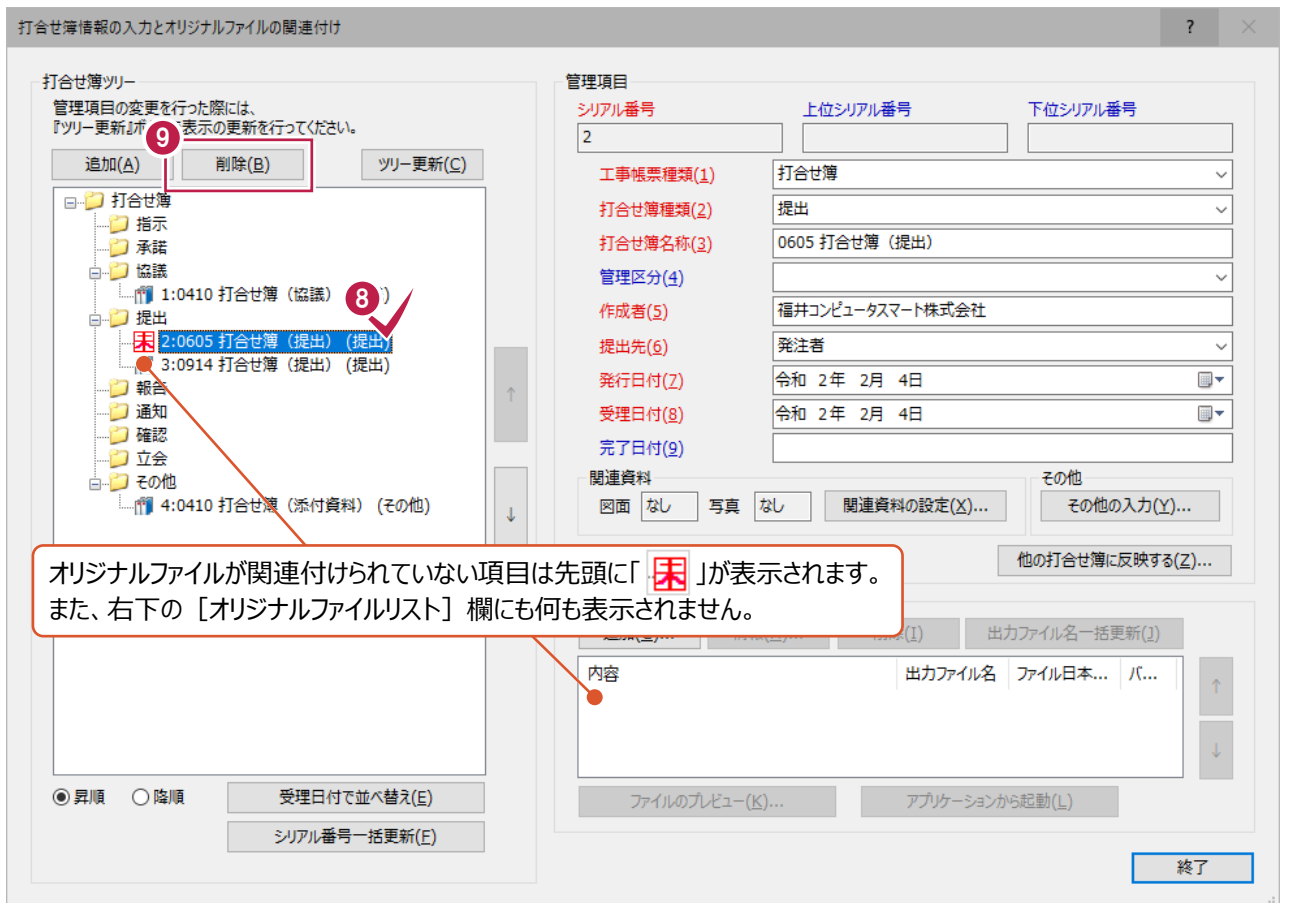 打合せ簿情報の入力とオリジナルファイルの関連付け
?
打合せ簿ツリー
管理項目の変更を行った際には、
『ツリー更新』ボ
表示の更新を行ってください。
9
追加(A)
削除(B)
ツリー更新(C)
打合せ簿
指示
承諾
協議
1:0410 打合せ簿（協議）
8
提出
未 2:0605 打合せ簿（提出） (提出)
3:0914 打合せ簿（提出） (提出)
報告
通知
確認
立会
その他
4:0410 打合せ簿（添付資料） (その他)
↑
↓
オリジナルファイルが関連付けられていない項目は先頭に「 未 」が表示されます。
また、右下の［オリジナルファイルリスト］欄にも何も表示されません。
昇順
降順
受理日付で並べ替え(E)
シリアル番号一括更新(F)
管理項目
シリアル番号 上位シリアル番号 下位シリアル番号
2
工事帳票種類(1) 打合せ簿
打合せ簿種類(2) 提出
打合せ簿名称(3) 0605 打合せ簿（提出）
管理区分(4)
作成者(5) 福井コンピュータスマート株式会社
提出先(6) 発注者
発行日付(7) 令和 2年 2月 4日
受理日付(8) 令和 2年 2月 4日
完了日付(9)
関連資料
図面 なし 写真 なし 関連資料の設定(X)...
その他
その他の入力(Y)...
他の打合せ簿に反映する(Z)...
出力ファイル名一括更新(J)
内容 出力ファイル名 ファイル日本... バ...
↑
↓
ファイルのプレビュー(K)...
アプリケーションから起動(L)
終了